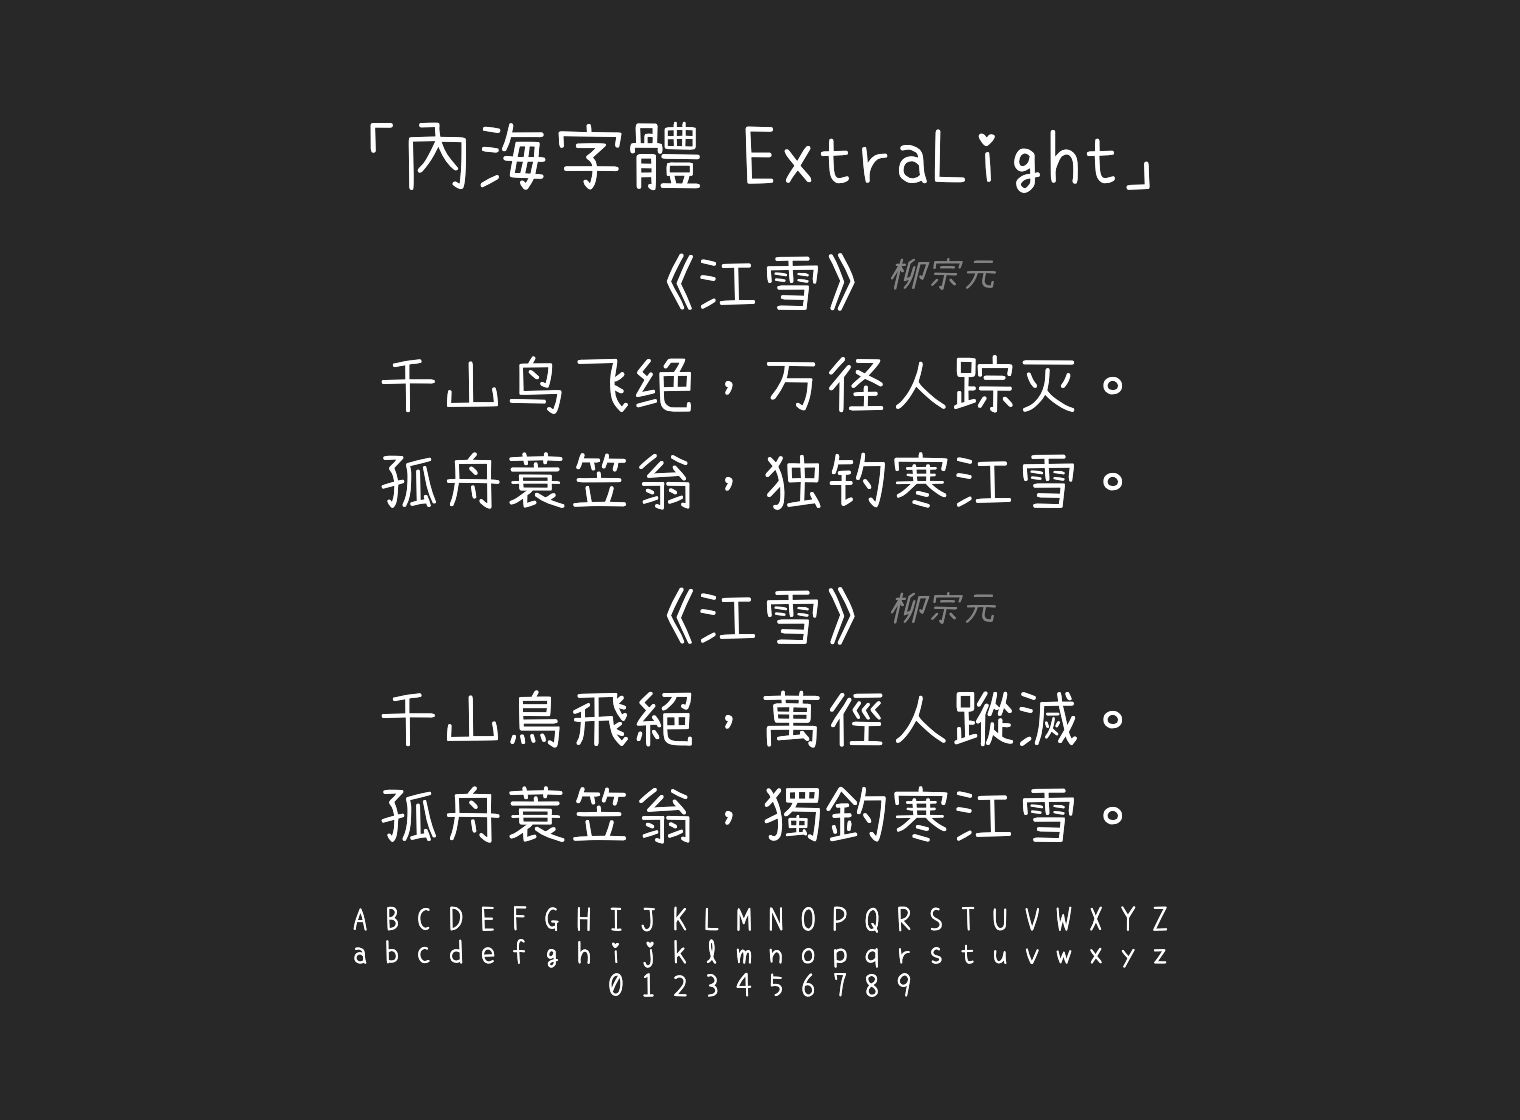 「內海字體 ExtraLight」
《江雪》 柳宗元
千山鸟飞绝，万径人踪灭。
孤舟蓑笠翁，独钓寒江雪。
《江雪》 柳宗元
千山鳥飛絕，萬徑人蹤滅。
孤舟蓑笠翁，獨釣寒江雪。
A B C D E F G H I J K L M N O P Q R S T U V W X Y Z
a b c d e f g h i j k l m n o p q r s t u v w x y z
0 1 2 3 4 5 6 7 8 9